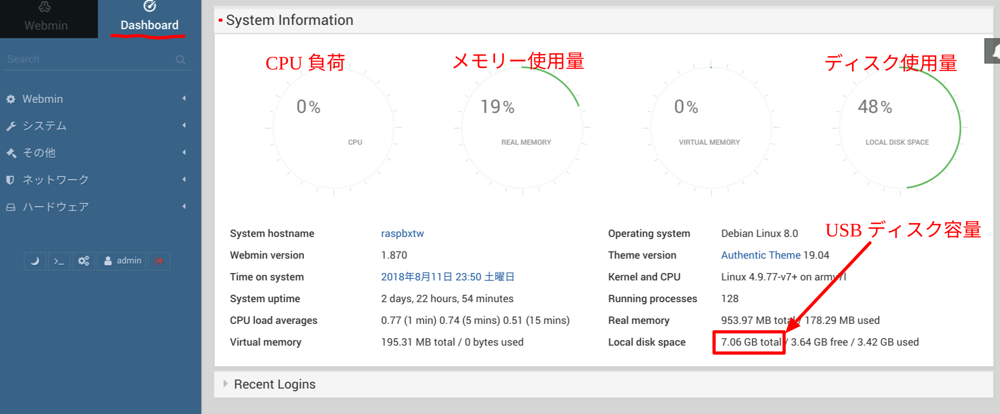 Webmin
Dashboard
Search
Webmin
システム
その他
ネットワーク
ハードウェア
>_
admin
System Information
CPU 負荷
メモリー使用量
ディスク使用量
0%
CPU
19%
REAL MEMORY
0%
VIRTUAL MEMORY
48%
LOCAL DISK SPACE
USB ディスク容量
System hostname raspbxtw Operating system Debian Linux 8.0
Webmin version 1.870 Theme version Authentic Theme 19.04
Time on system 2018年8月11日 23:50 土曜日 Kernel and CPU Linux 4.9.77-v7+ on armv7l
System uptime 2 days, 22 hours, 54 minutes Running processes 128
CPU load averages 0.77 (1 min) 0.74 (5 mins) 0.51 (15 mins) Real memory 953.97 MB total / 178.29 MB used
Virtual memory 195.31 MB total / 0 bytes used Local disk space 7.06 GB total / 3.64 GB free / 3.42 GB used
Recent Logins